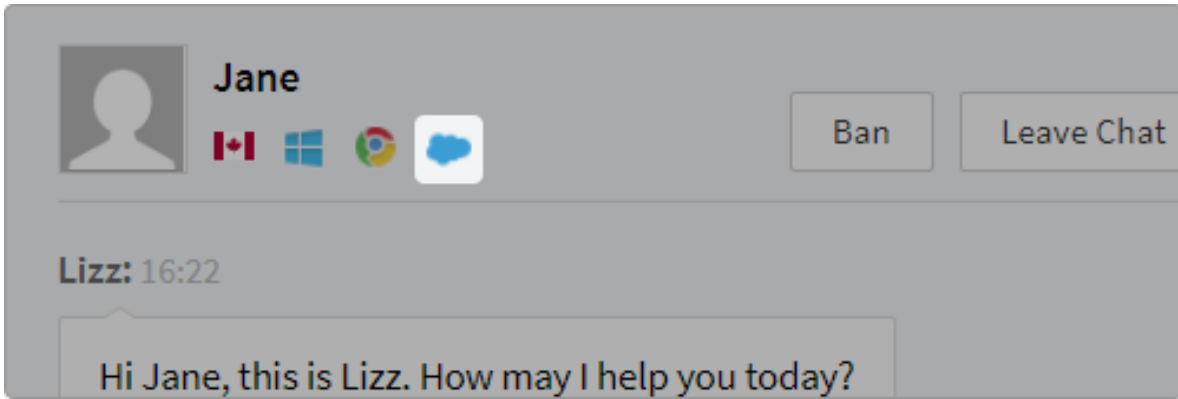 Jane
Ban
Leave Chat
Lizz: 16:22
Hi Jane, this is Lizz. How may I help you today?